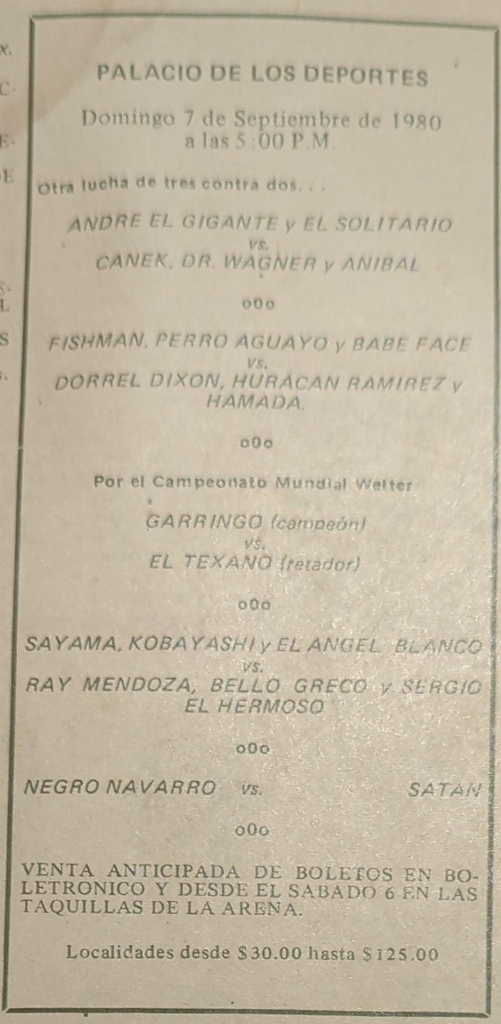 PALACIO DE LOS DEPORTES
Domingo 7 de Septiembre de 1980
a las 5:00 P.M.
Otra lucha de tres contra dos...
ANDRE EL GIGANTE y EL SOLITARIO
vs.
CANEK, DR. WAGNER y ANIBAL
oOo
FISHMAN, PERRO AGUAYO y BABE FACE
vs.
DORREL DIXON, HURACAN RAMIREZ y
HAMADA.
oOo
Por el Campeonato Mundial Welter
GARRINGO (campeón)
vs.
EL TEXANO (retador)
oOo
SAYAMA, KOBAYASHI y EL ANGEL BLANCO
vs.
RAY MENDOZA, BELLO GRECO y SERGIO
EL HERMOSO
oOo
NEGRO NAVARRO vs. SATAN
oOo
VENTA ANTICIPADA DE BOLETOS EN BO-
LETRONICO Y DESDE EL SABADO 6 EN LAS
TAQUILLAS DE LA ARENA.
Localidades desde $30.00 hasta $125.00